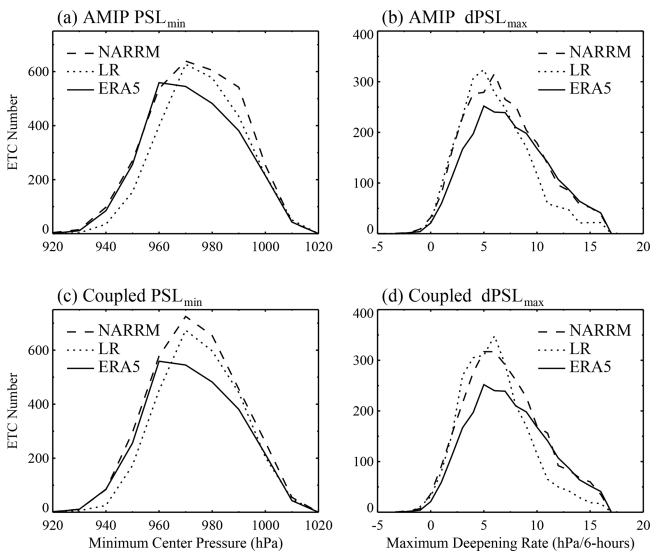 (a) AMIP PSLmin
NARRM
LR
ERA5
ETC Number
600
400
200
0
920 940 960 980 1000 1020
(b) AMIP dPSLmax
NARRM
LR
ERA5
400
300
200
100
0
-5 0 5 10 15 20
(c) Coupled PSLmin
NARRM
LR
ERA5
ETC Number
600
400
200
0
920 940 960 980 1000 1020
Minimum Center Pressure (hPa)
(d) Coupled dPSLmax
NARRM
LR
ERA5
400
300
200
100
0
-5 0 5 10 15 20
Maximum Deepening Rate (hPa/6-hours)